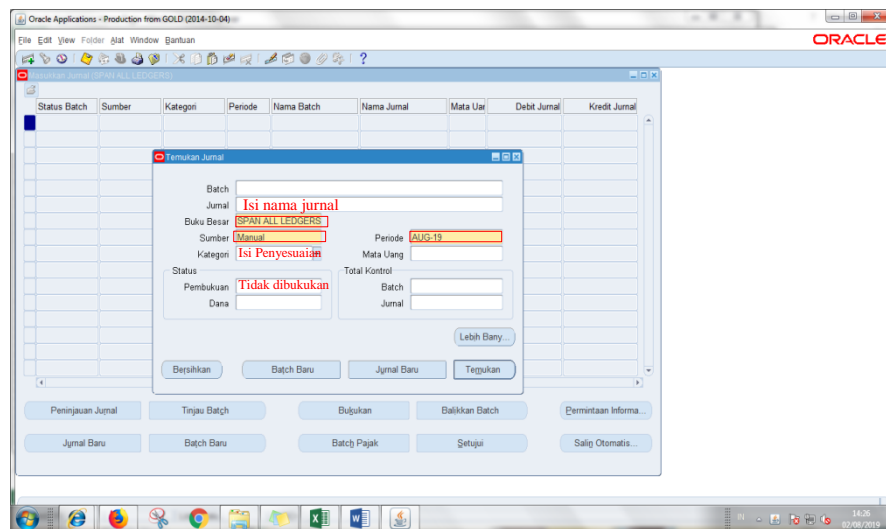 Oracle Applications - Production from GOLD (2014-10-04)
File Edit View Folder Alat Window Bantuan
ORACLE
Masukkan Jurnal (SPAN ALL LEDGERS)
Status Batch Sumber Kategori Periode Nama Batch Nama Jurnal Mata Uar Debit Jurnal Kredit Jurnal
Temukan Jurnal
Batch
Jurnal Isi nama jurnal
Buku Besar SPAN ALL LEDGERS
Sumber Manual Periode AUG-19
Kategori Isi Penyesuaian Mata Uang
Status Total Kontrol
Pembukuan Tidak dibukukan Batch
Dana Jurnal
Lebih Bany...
Bersihkan Batch Baru Jurnal Baru Temukan
Peninjauan Jurnal Tinjau Batch Bukukan Balikkan Batch Permintaan Informa...
Jurnal Baru Batch Baru Batch Pajak Setujui Salin Otomatis...
IN 14:26
02/08/2019